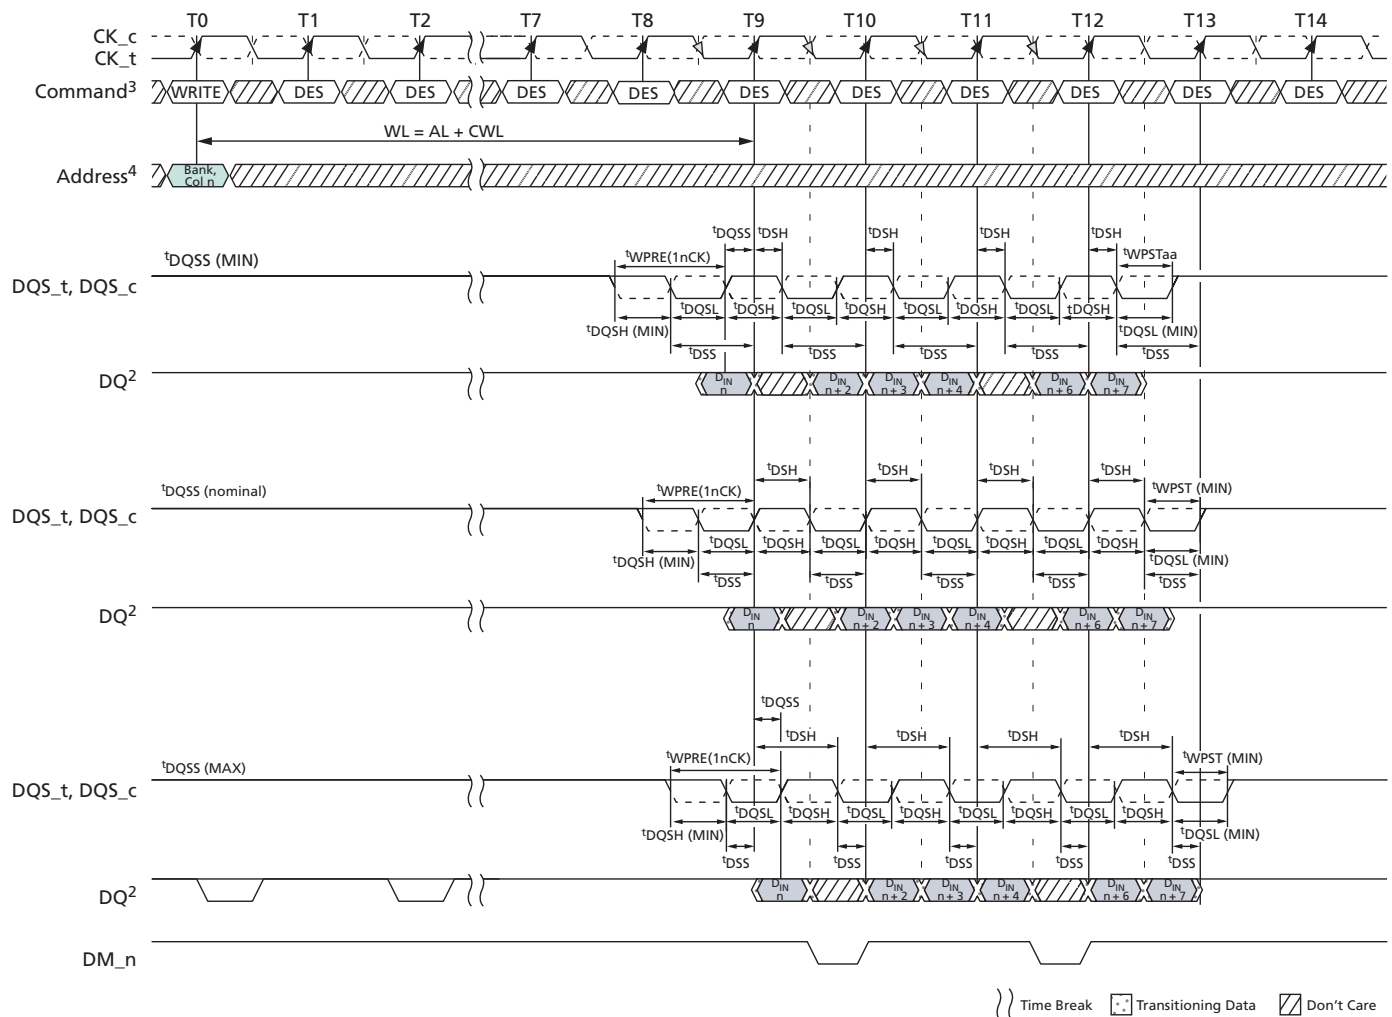 T0 T1 T2 T7 T8 T9 T10 T11 T12 T13 T14
CK_c
CK_t
Command3 WRITE DES DES DES DES DES DES DES DES DES DES
WL = AL + CWL
Address4 Bank, Col n
tDQSS tDSH tDSH tDSH tDSH
tDQSS (MIN) tWPRE(1nCK) tWPSTaa
DQS_t, DQS_c
tDQSL tDQSH tDQSL tDQSH tDQSL tDQSH tDQSL tDQSH
tDQSH (MIN) tDQSL (MIN)
tDSS tDSS tDSS tDSS tDSS
DQ2 DIN n DIN n + 2 DIN n + 3 DIN n + 4 DIN n + 6 DIN n + 7
tDSH tDSH tDSH tDSH
tDQSS (nominal) tWPRE(1nCK) tWPST (MIN)
DQS_t, DQS_c
tDQSL tDQSH tDQSL tDQSH tDQSL tDQSH tDQSL tDQSH
tDQSH (MIN) tDQSL (MIN)
tDSS tDSS tDSS tDSS tDSS
DQ2 DIN n DIN n + 2 DIN n + 3 DIN n + 4 DIN n + 6 DIN n + 7
tDQSS
tDSH tDSH tDSH tDSH
tDQSS (MAX) tWPRE(1nCK) tWPST (MIN)
DQS_t, DQS_c
tDQSL tDQSH tDQSL tDQSH tDQSL tDQSH tDQSL tDQSH
tDQSH (MIN) tDQSL (MIN)
tDSS tDSS tDSS tDSS tDSS
DQ2 DIN n DIN n + 2 DIN n + 3 DIN n + 4 DIN n + 6 DIN n + 7
DM_n
Time Break Transitioning Data Don't Care